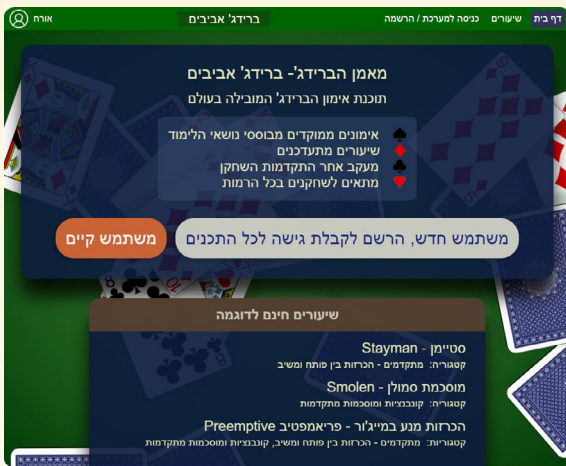 דף בית
שיעורים
כניסה למערכת / הרשמה
ברידג' אביבים
אורח
מאמן הברידג'- ברידג' אביבים
תוכנת אימון הברידג' המובילה בעולם
אימונים ממוקדים מבוססי נושאי הלימוד
שיעורים מתעדכנים
מעקב אחר התקדמות השחקן
מתאים לשחקנים בכל הרמות
משתמש חדש, הרשם לקבלת גישה לכל התכנים
משתמש קיים
שיעורים חינם לדוגמה
סטיימן - Stayman
קטגוריה: מתקדמים - הכרזות בין פותח ומשיב
מוסכמת סמולן - Smolen
קטגוריה: קונבנציות ומוסכמות מתקדמות
הכרזות מנע במייג'ור - פריאמפטיב Preemptive
קטגוריות: מתקדמים - הכרזות בין פותח ומשיב, קונבנציות ומוסכמות מתקדמות